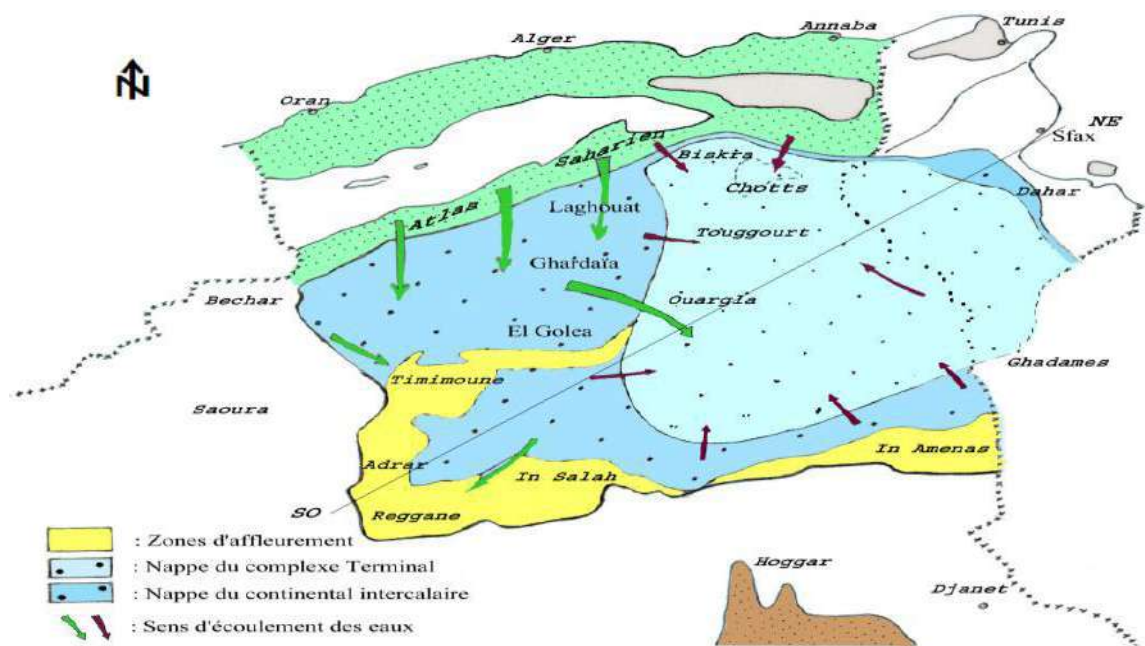 Tunis
Annaba
Alger
N
Oran
NE
Sfax
Saharien
Biskra
Chotts
Dahar
Atlas
Laghouat
Touggourt
Ghardaïa
Bechar
Ouargla
El Golea
Ghadames
Timimoune
Saoura
In Amenas
Adrar
In Salah
SO
Reggane
: Zones d'affleurement
: Nappe du complexe Terminal
Hoggar
: Nappe du continental intercalaire
Djanet
: Sens d'écoulement des eaux